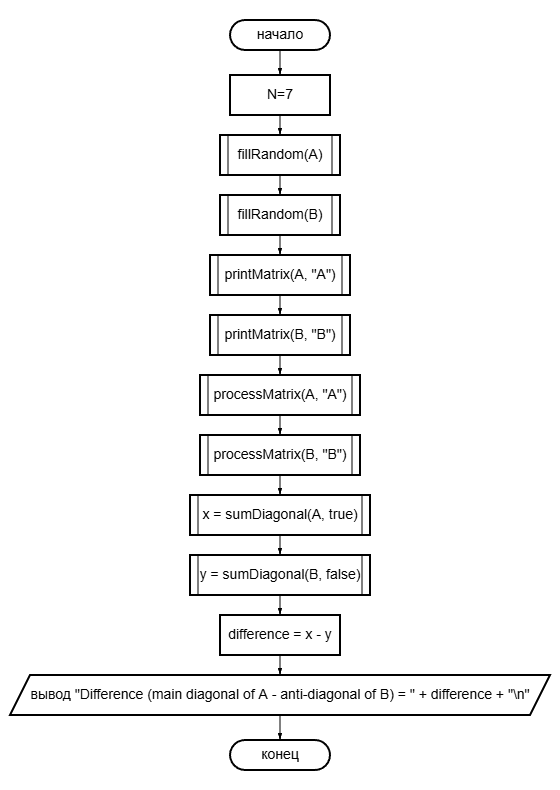 начало
N=7
fillRandom(A)
fillRandom(B)
printMatrix(A, "A")
printMatrix(B, "B")
processMatrix(A, "A")
processMatrix(B, "B")
x = sumDiagonal(A, true)
y = sumDiagonal(B, false)
difference = x - y
вывод "Difference (main diagonal of A - anti-diagonal of B) = " + difference + "\n"
конец